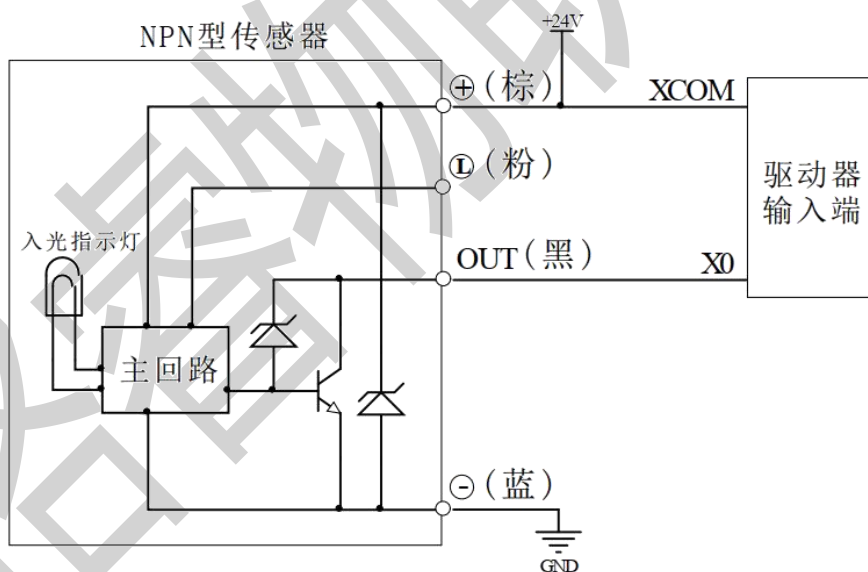 NPN型传感器
+24V
+(棕)
XCOM
L(粉)
驱动器
输入端
入光指示灯
OUT(黑)
X0
主回路
-(蓝)
GND